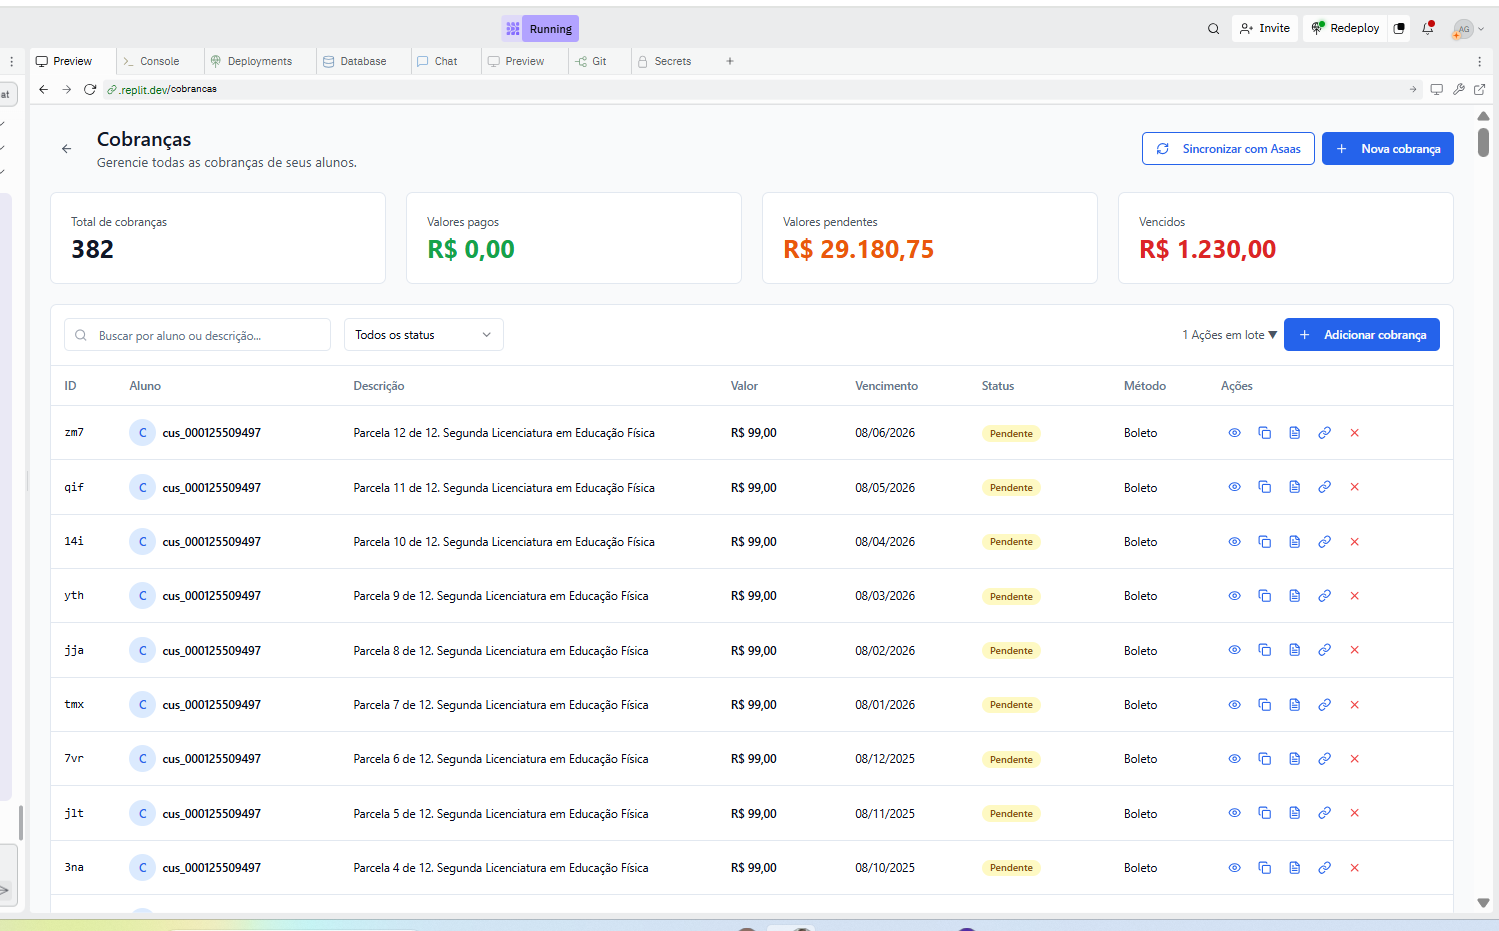 Running
Invite
Redeploy
AG
Preview
Console
Deployments
Database
Chat
Preview
Git
Secrets
at
.replit.dev/cobrancas
Cobranças
Gerencie todas as cobranças de seus alunos.
Sincronizar com Asaas
Nova cobrança
Total de cobranças
382
Valores pagos
R$ 0,00
Valores pendentes
R$ 29.180,75
Vencidos
R$ 1.230,00
Buscar por aluno ou descrição...
Todos os status
1 Ações em lote ▼
Adicionar cobrança
ID Aluno Descrição Valor Vencimento Status Método Ações
zm7 C cus_000125509497 Parcela 12 de 12. Segunda Licenciatura em Educação Física R$ 99,00 08/06/2026 Pendente Boleto
qif C cus_000125509497 Parcela 11 de 12. Segunda Licenciatura em Educação Física R$ 99,00 08/05/2026 Pendente Boleto
14i C cus_000125509497 Parcela 10 de 12. Segunda Licenciatura em Educação Física R$ 99,00 08/04/2026 Pendente Boleto
yth C cus_000125509497 Parcela 9 de 12. Segunda Licenciatura em Educação Física R$ 99,00 08/03/2026 Pendente Boleto
jja C cus_000125509497 Parcela 8 de 12. Segunda Licenciatura em Educação Física R$ 99,00 08/02/2026 Pendente Boleto
tmx C cus_000125509497 Parcela 7 de 12. Segunda Licenciatura em Educação Física R$ 99,00 08/01/2026 Pendente Boleto
7vr C cus_000125509497 Parcela 6 de 12. Segunda Licenciatura em Educação Física R$ 99,00 08/12/2025 Pendente Boleto
jlt C cus_000125509497 Parcela 5 de 12. Segunda Licenciatura em Educação Física R$ 99,00 08/11/2025 Pendente Boleto
3na C cus_000125509497 Parcela 4 de 12. Segunda Licenciatura em Educação Física R$ 99,00 08/10/2025 Pendente Boleto